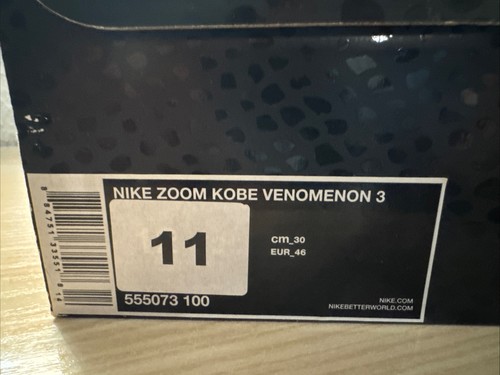 NIKE ZOOM KOBE VENOMENON 3
11
cm_30
EUR_46
555073 100
NIKE.COM
NIKEBETTERWORLD.COM